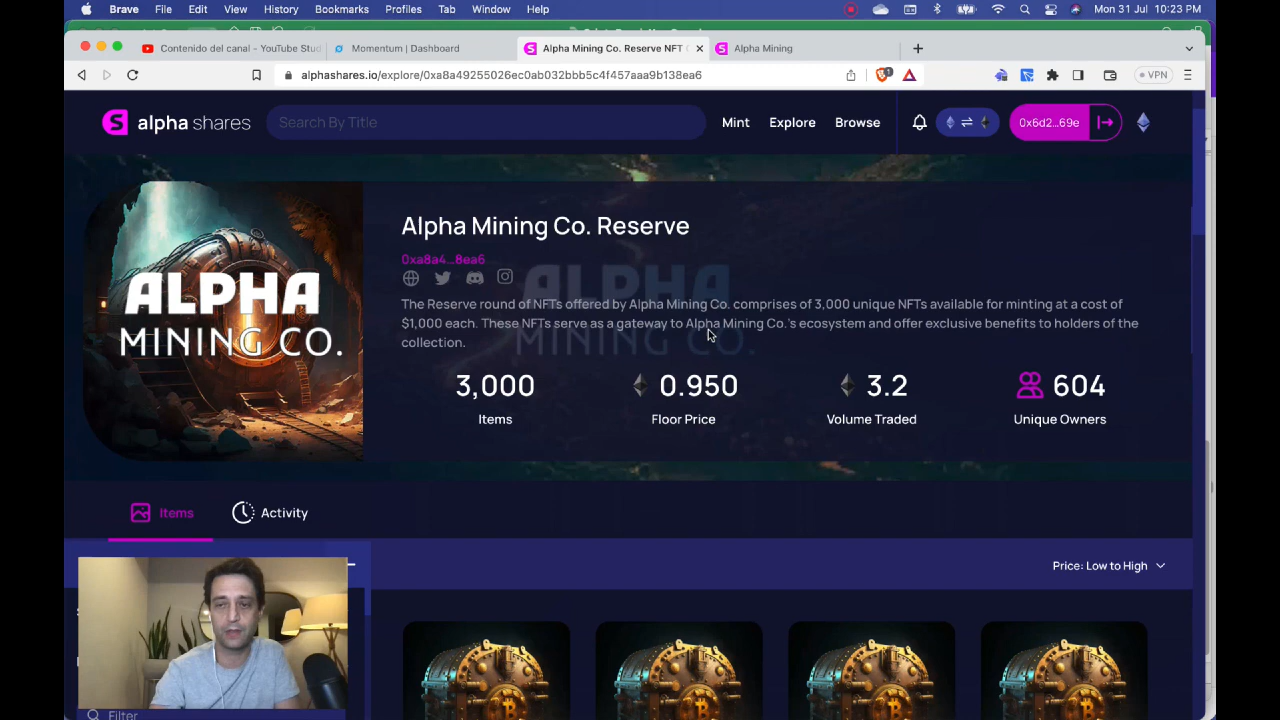 Brave File Edit View History Bookmarks Profiles Tab Window Help Mon 31 Jul 10:23 PM
Contenido del canal - YouTube Stud
Momentum | Dashboard
Alpha Mining Co. Reserve NFT C
Alpha Mining
alphashares.io/explore/0xa8a49255026ec0ab032bbb5c4f457aaa9b138ea6
1
VPN
S alpha shares
Search By Title
Mint Explore Browse
0x6d2...69e
ALPHA
MINING CO.
Alpha Mining Co. Reserve
0xa8a4...8ea6
ALPHA
MINING CO.
The Reserve round of NFTs offered by Alpha Mining Co. comprises of 3,000 unique NFTs available for minting at a cost of
$1,000 each. These NFTs serve as a gateway to Alpha Mining Co.'s ecosystem and offer exclusive benefits to holders of the
collection.
3,000 0.950 3.2 604
Items Floor Price Volume Traded Unique Owners
Items Activity
Price: Low to High
Filter